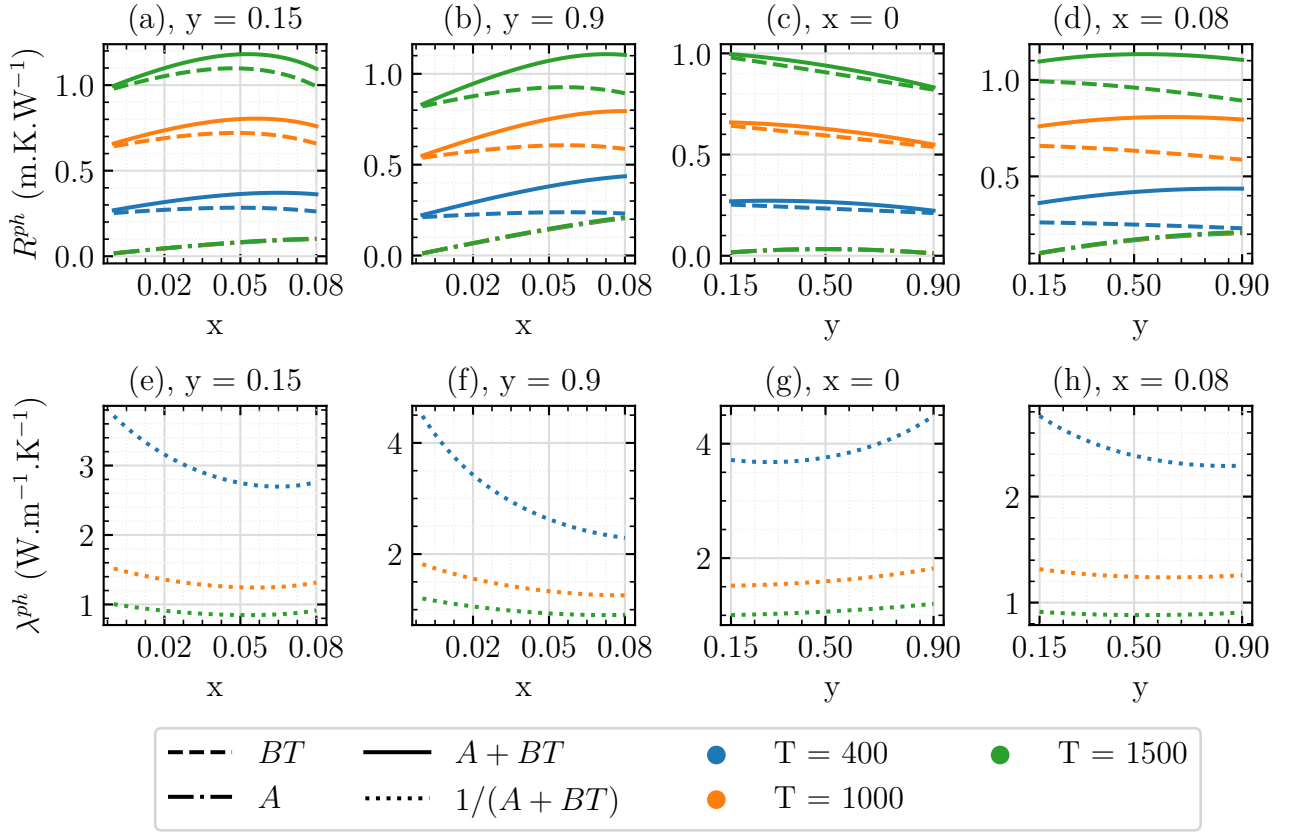 (a), y = 0.15
(b), y = 0.9
(c), x = 0
(d), x = 0.08
R^{ph} (m.K.W^{-1})
1.0
0.5
0.0
0.02
0.05
0.08
x
1.0
0.5
0.0
0.02
0.05
0.08
x
1.0
0.5
0.0
0.15
0.50
0.90
y
1.0
0.5
0.15
0.50
0.90
y
(e), y = 0.15
(f), y = 0.9
(g), x = 0
(h), x = 0.08
λ^{ph} (W.m^{-1}.K^{-1})
3
2
1
0.02
0.05
0.08
x
4
2
0.02
0.05
0.08
x
4
2
0.15
0.50
0.90
y
2
1
0.15
0.50
0.90
y
BT
A + BT
T = 400
T = 1500
A
1/(A + BT)
T = 1000